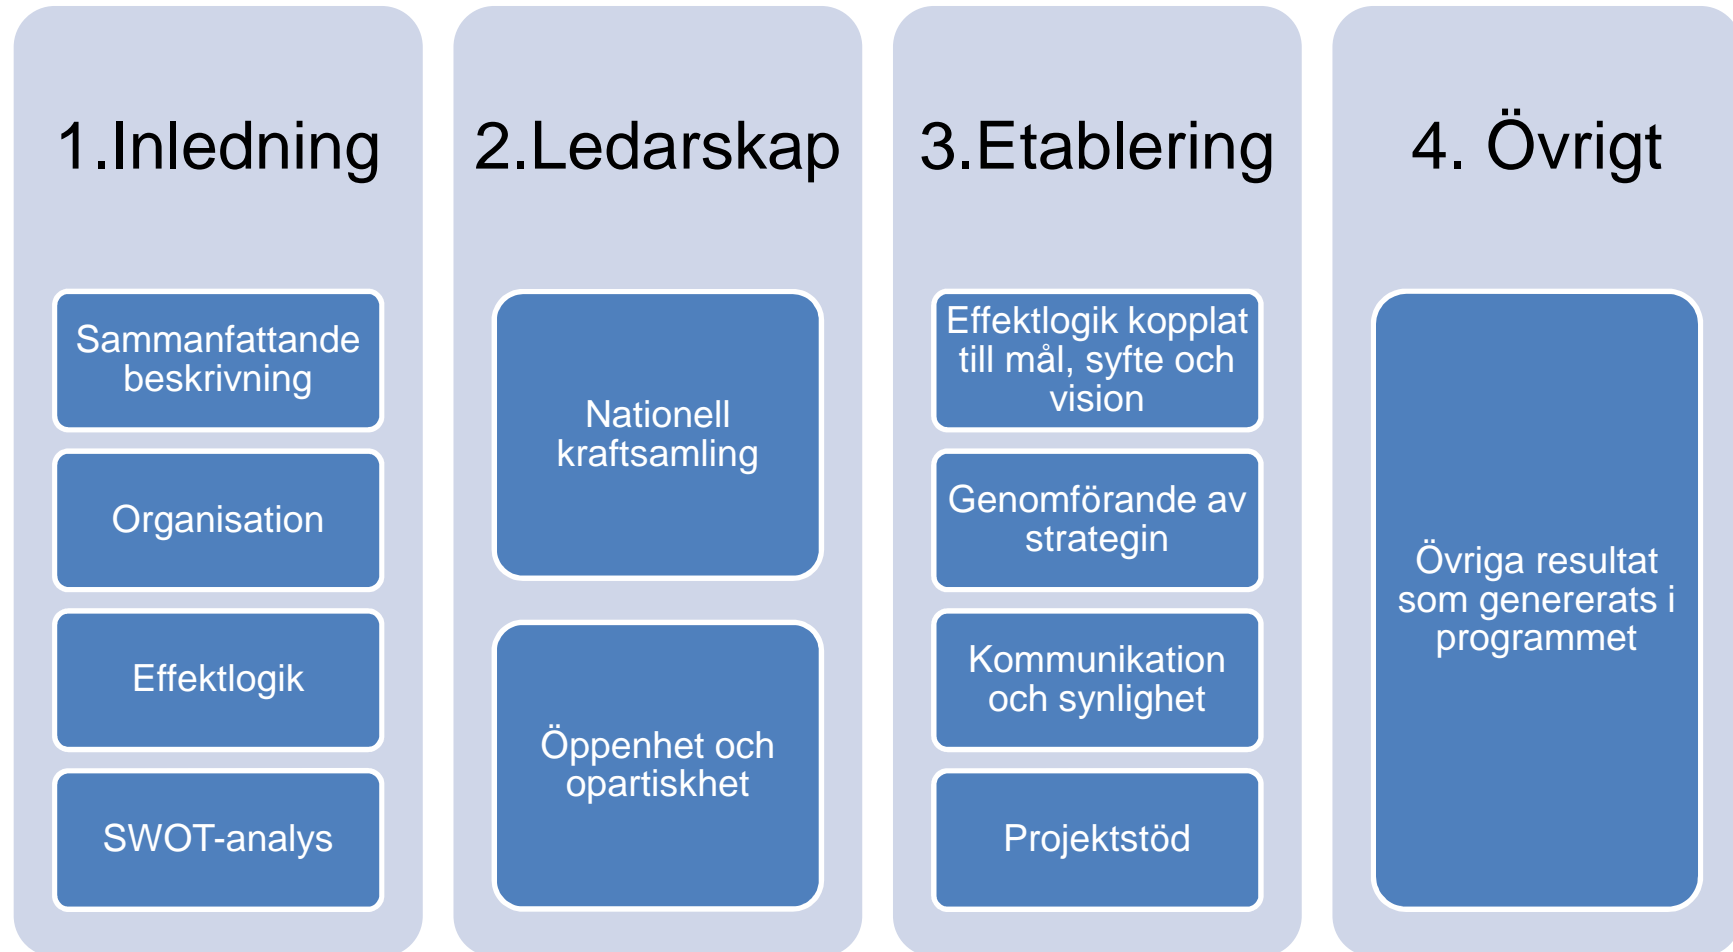 1.Inledning
Sammanfattande
beskrivning
Organisation
Effektlogik
SWOT-analys
2.Ledarskap
Nationell
kraftsamling
Öppenhet och
opartiskhet
3.Etablering
Effektlogik kopplat
till mål, syfte och
vision
Genomförande av
strategin
Kommunikation
och synlighet
Projektstöd
4. Övrigt
Övriga resultat
som genererats i
programmet